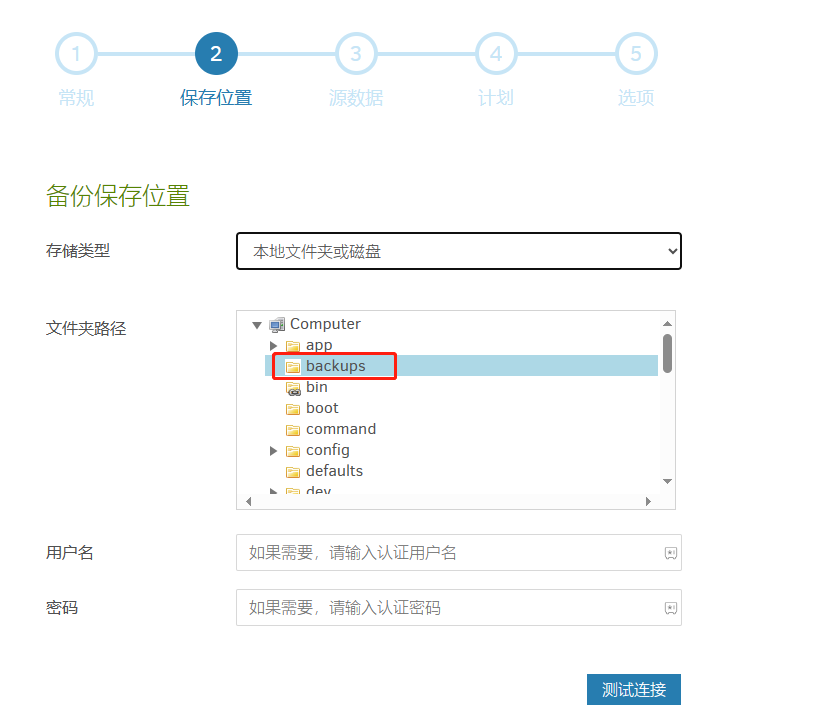 1 2 3 4 5
常规 保存位置 源数据 计划 选项
备份保存位置
存储类型 本地文件夹或磁盘
文件夹路径
Computer
app
backups
bin
boot
command
config
defaults
dev
用户名 如果需要，请输入认证用户名
密码 如果需要，请输入认证密码
测试连接